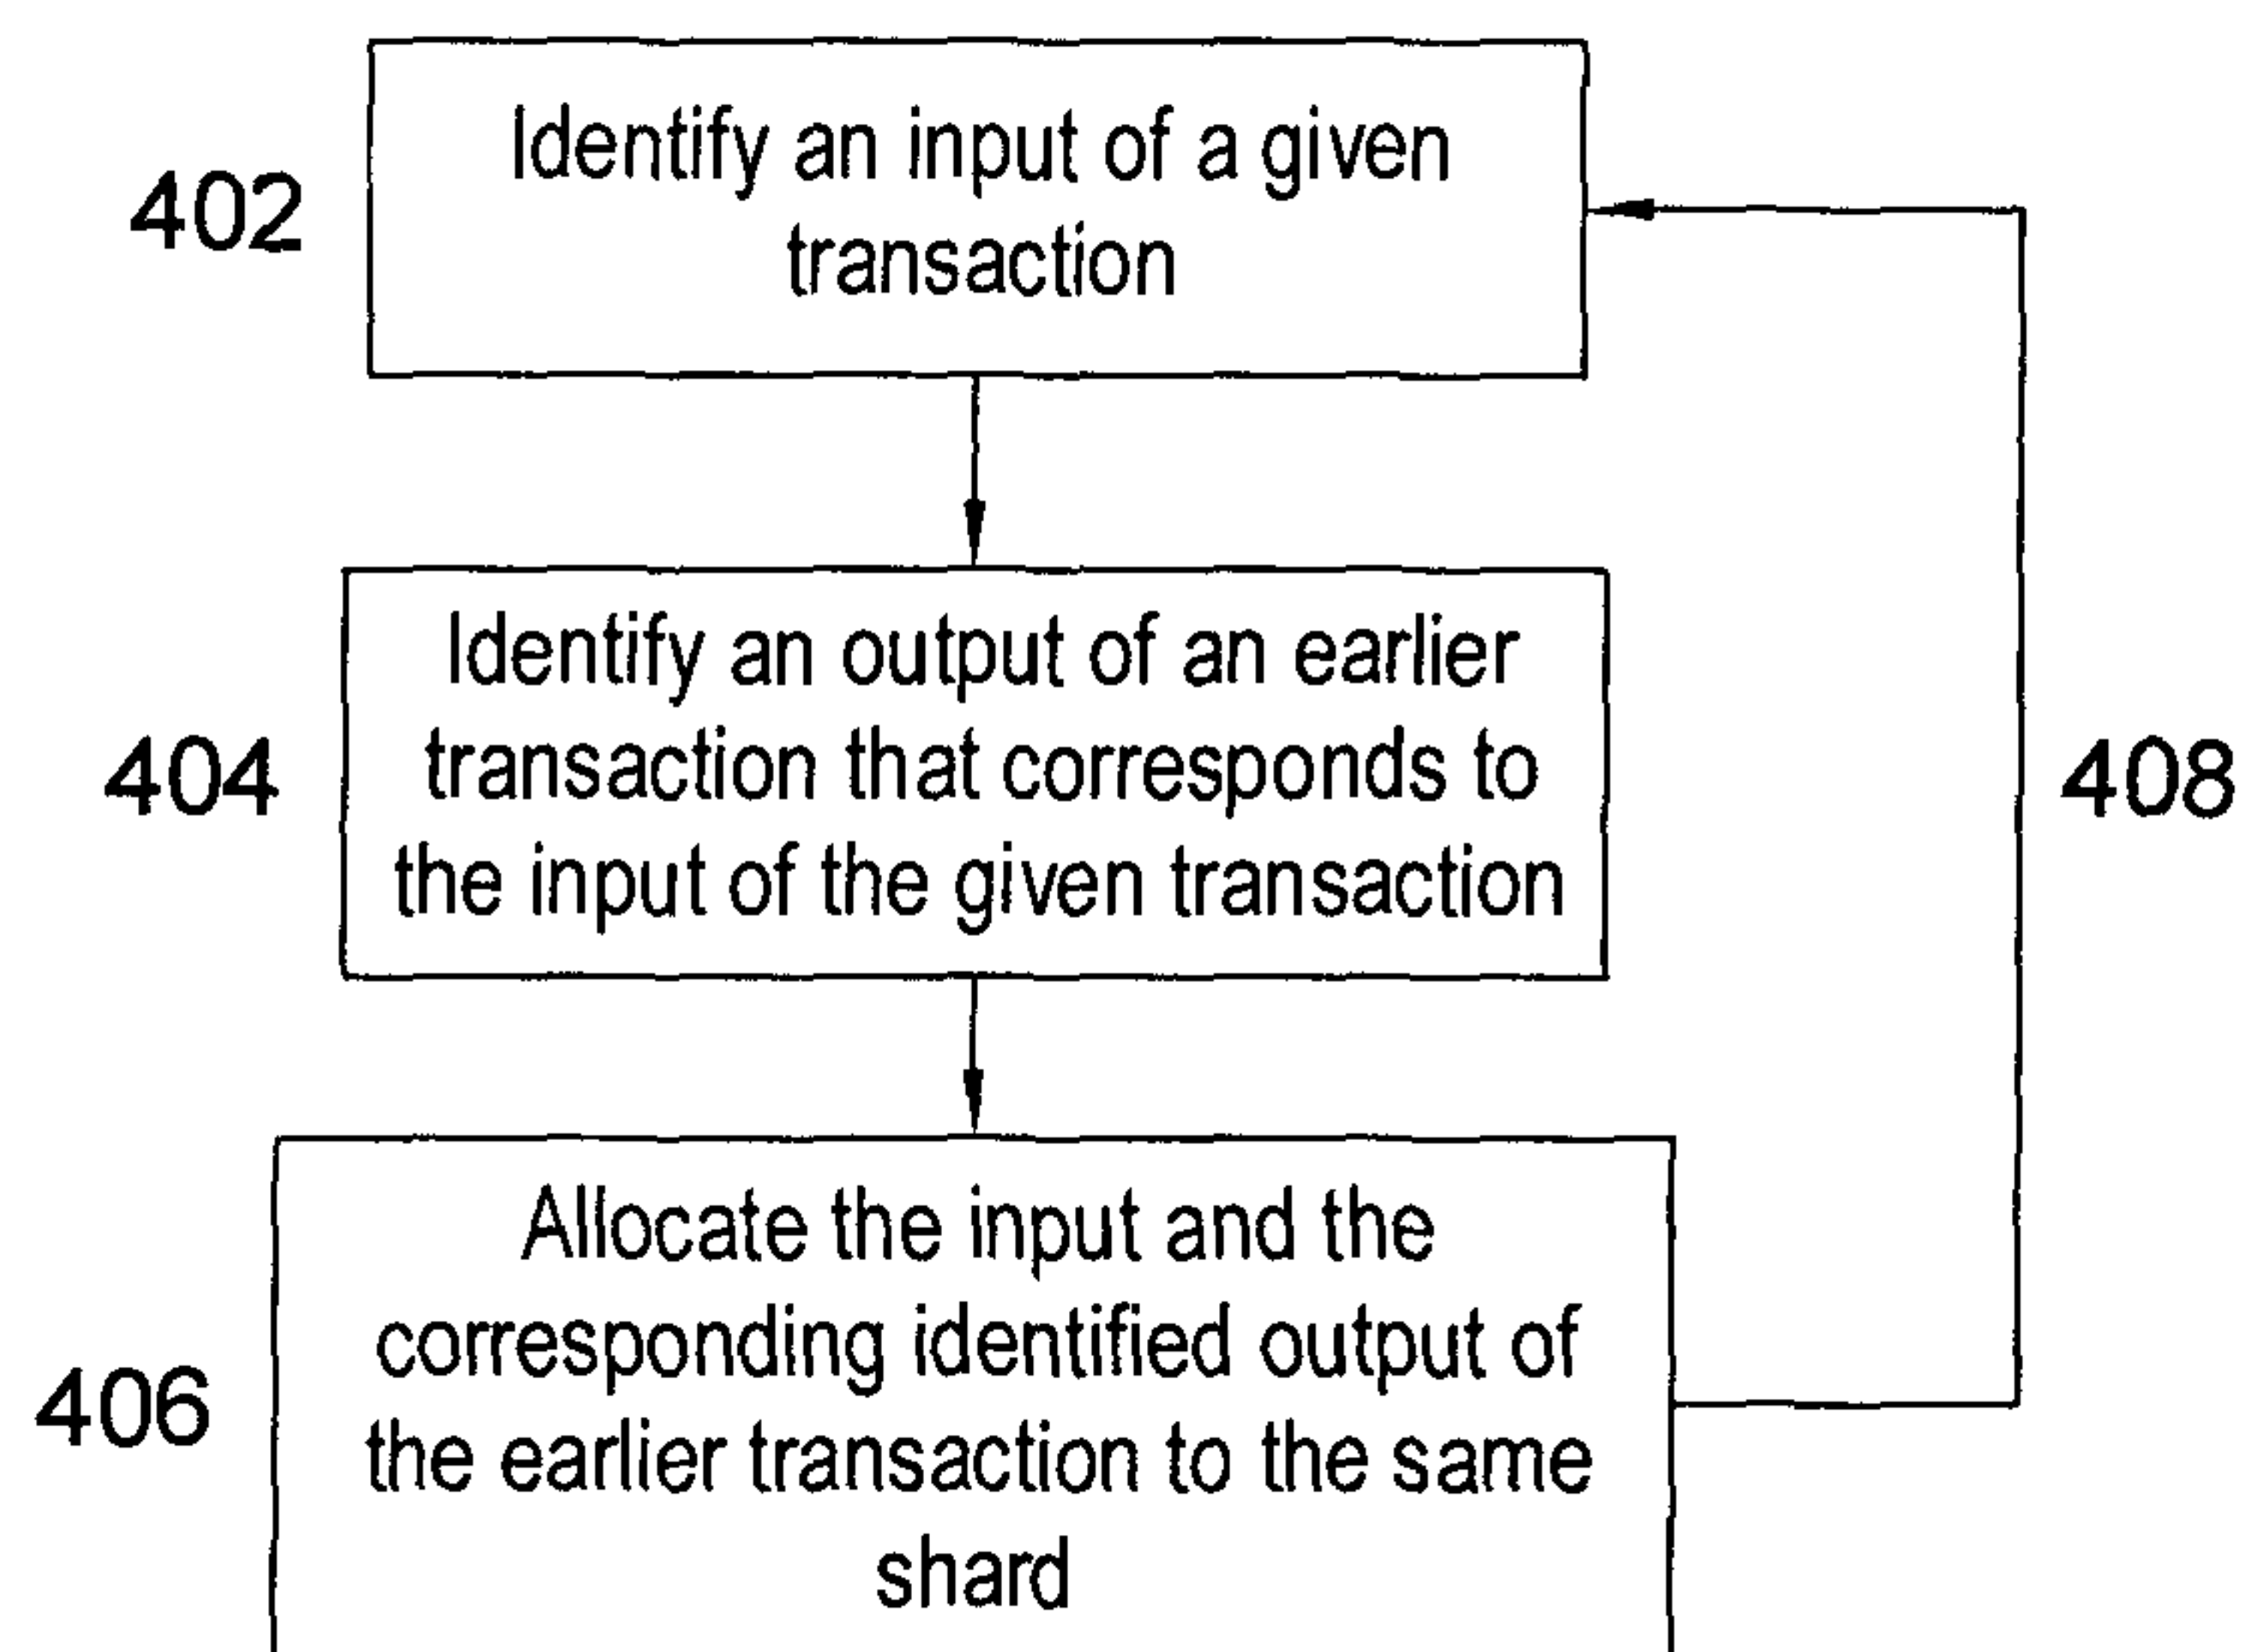 402
Identify an input of a given
transaction
404
Identify an output of an earlier
transaction that corresponds to
the input of the given transaction
408
406
Allocate the input and the
corresponding identified output of
the earlier transaction to the same
shard